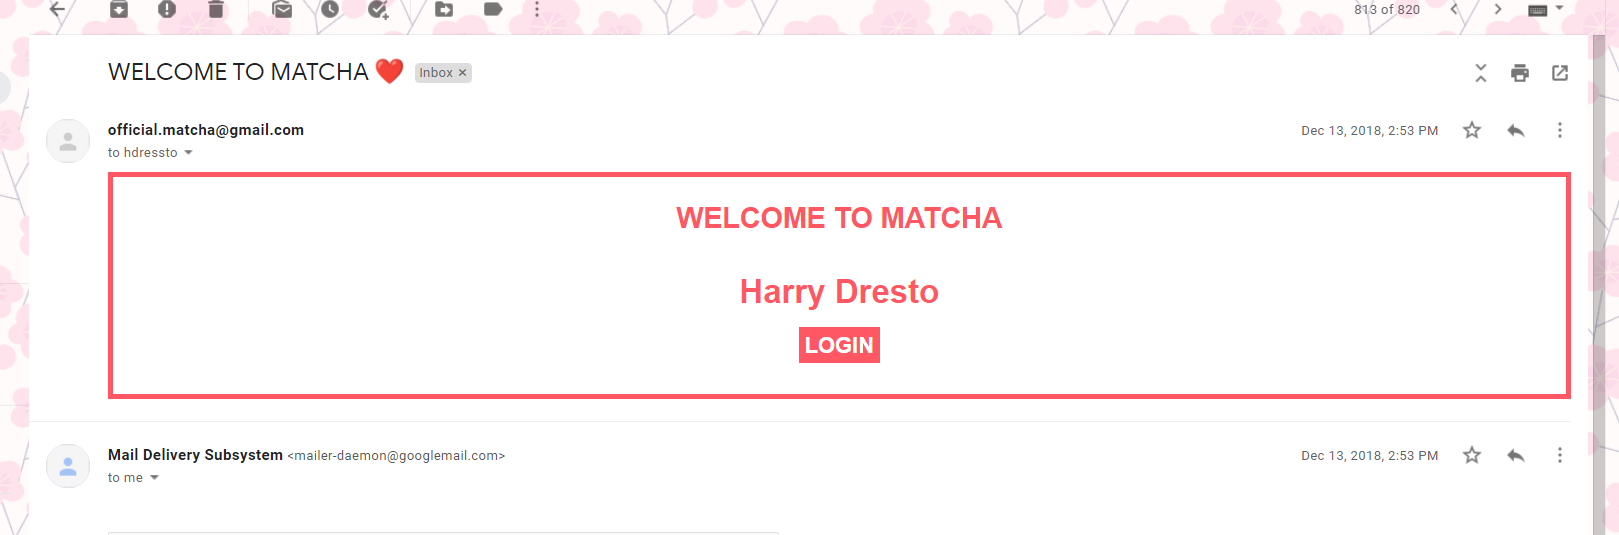 813 of 820
WELCOME TO MATCHA ❤️ Inbox ×
official.matcha@gmail.com Dec 13, 2018, 2:53 PM
to hdressto
WELCOME TO MATCHA
Harry Dresto
LOGIN
Mail Delivery Subsystem <mailer-daemon@googlemail.com> Dec 13, 2018, 2:53 PM
to me